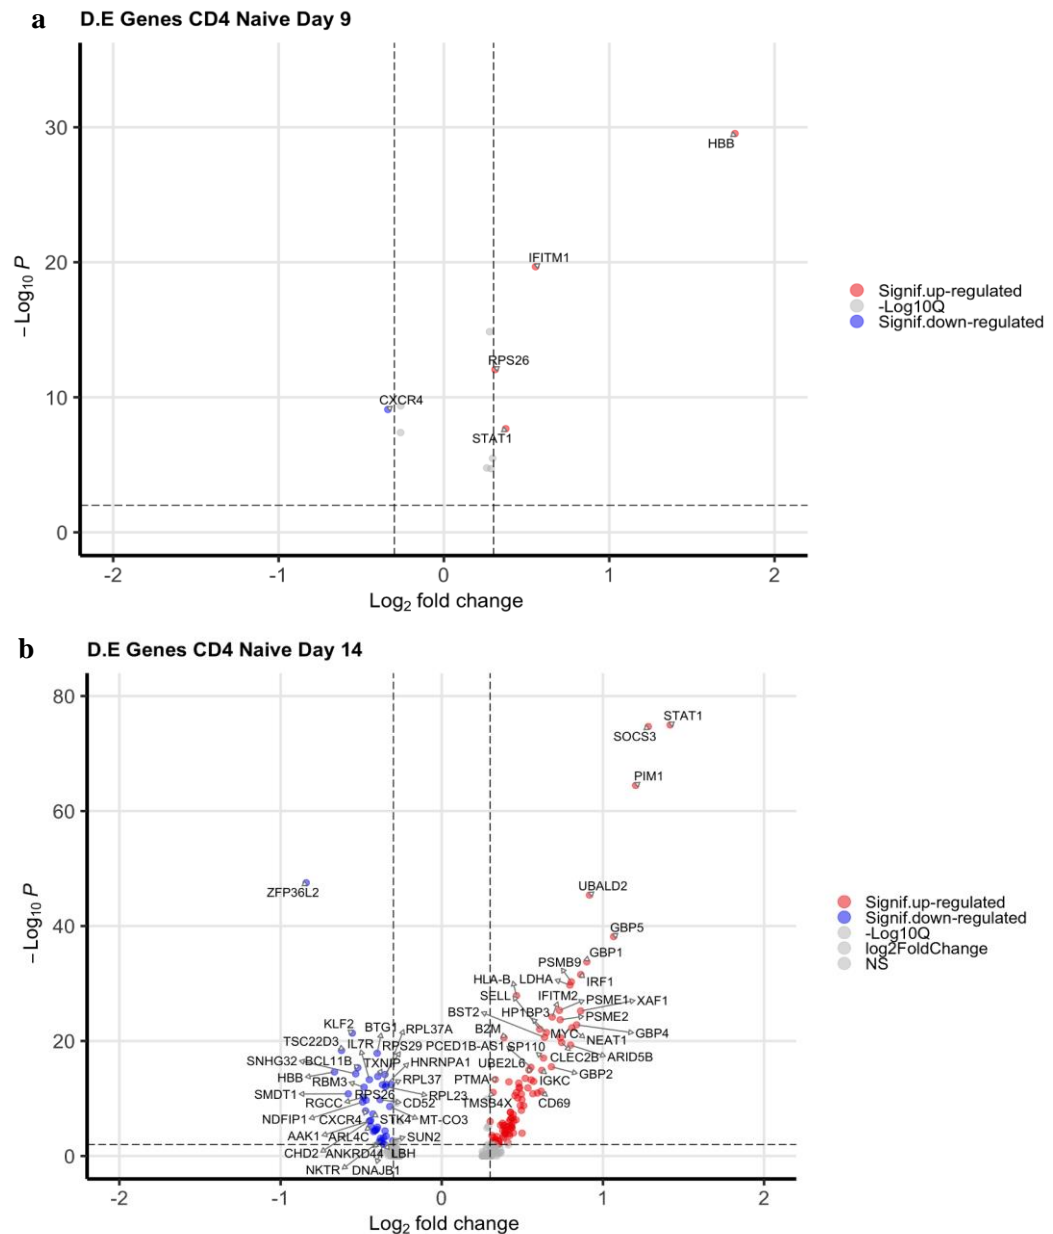 a D.E Genes CD4 Naive Day 9
30
HBB
IFITM1
20
−Log10 P
Signif.up-regulated
-Log10Q
Signif.down-regulated
RPS26
10
CXCR4
STAT1
0
-2 -1 0 1 2
Log2 fold change
b D.E Genes CD4 Naive Day 14
80
STAT1
SOCS3
PIM1
60
ZFP36L2
UBALD2
Signif.up-regulated
Signif.down-regulated
-Log10Q
log2FoldChange
NS
−Log10 P
40
GBP5
GBP1
PSMB9
HLA-B LDHA IRF1
SELL IFITM2 PSME1 XAF1
BST2 HP1BP3 PSME2
KLF2 BTG1 RPL37A B2M MYC NEAT1 GBP4
20
TSC22D3 IL7R RPS29 PCED1B-AS1 SP110 CLEC2B ARID5B
SNHG32 BCL11B TXNIP HNRNPA1 UBE2L6 GBP2
HBB RBM3 RPL37 PTMA IGKC
SMDT1 RPS26 RPL23
RGCC CD52 TMSB4X CD69
NDFIP1 CXCR4 STK4 MT-CO3
AAK1 ARL4C SUN2
CHD2 ANKRD44 LBH
0
NKTR DNAJB1
-2 -1 0 1 2
Log2 fold change